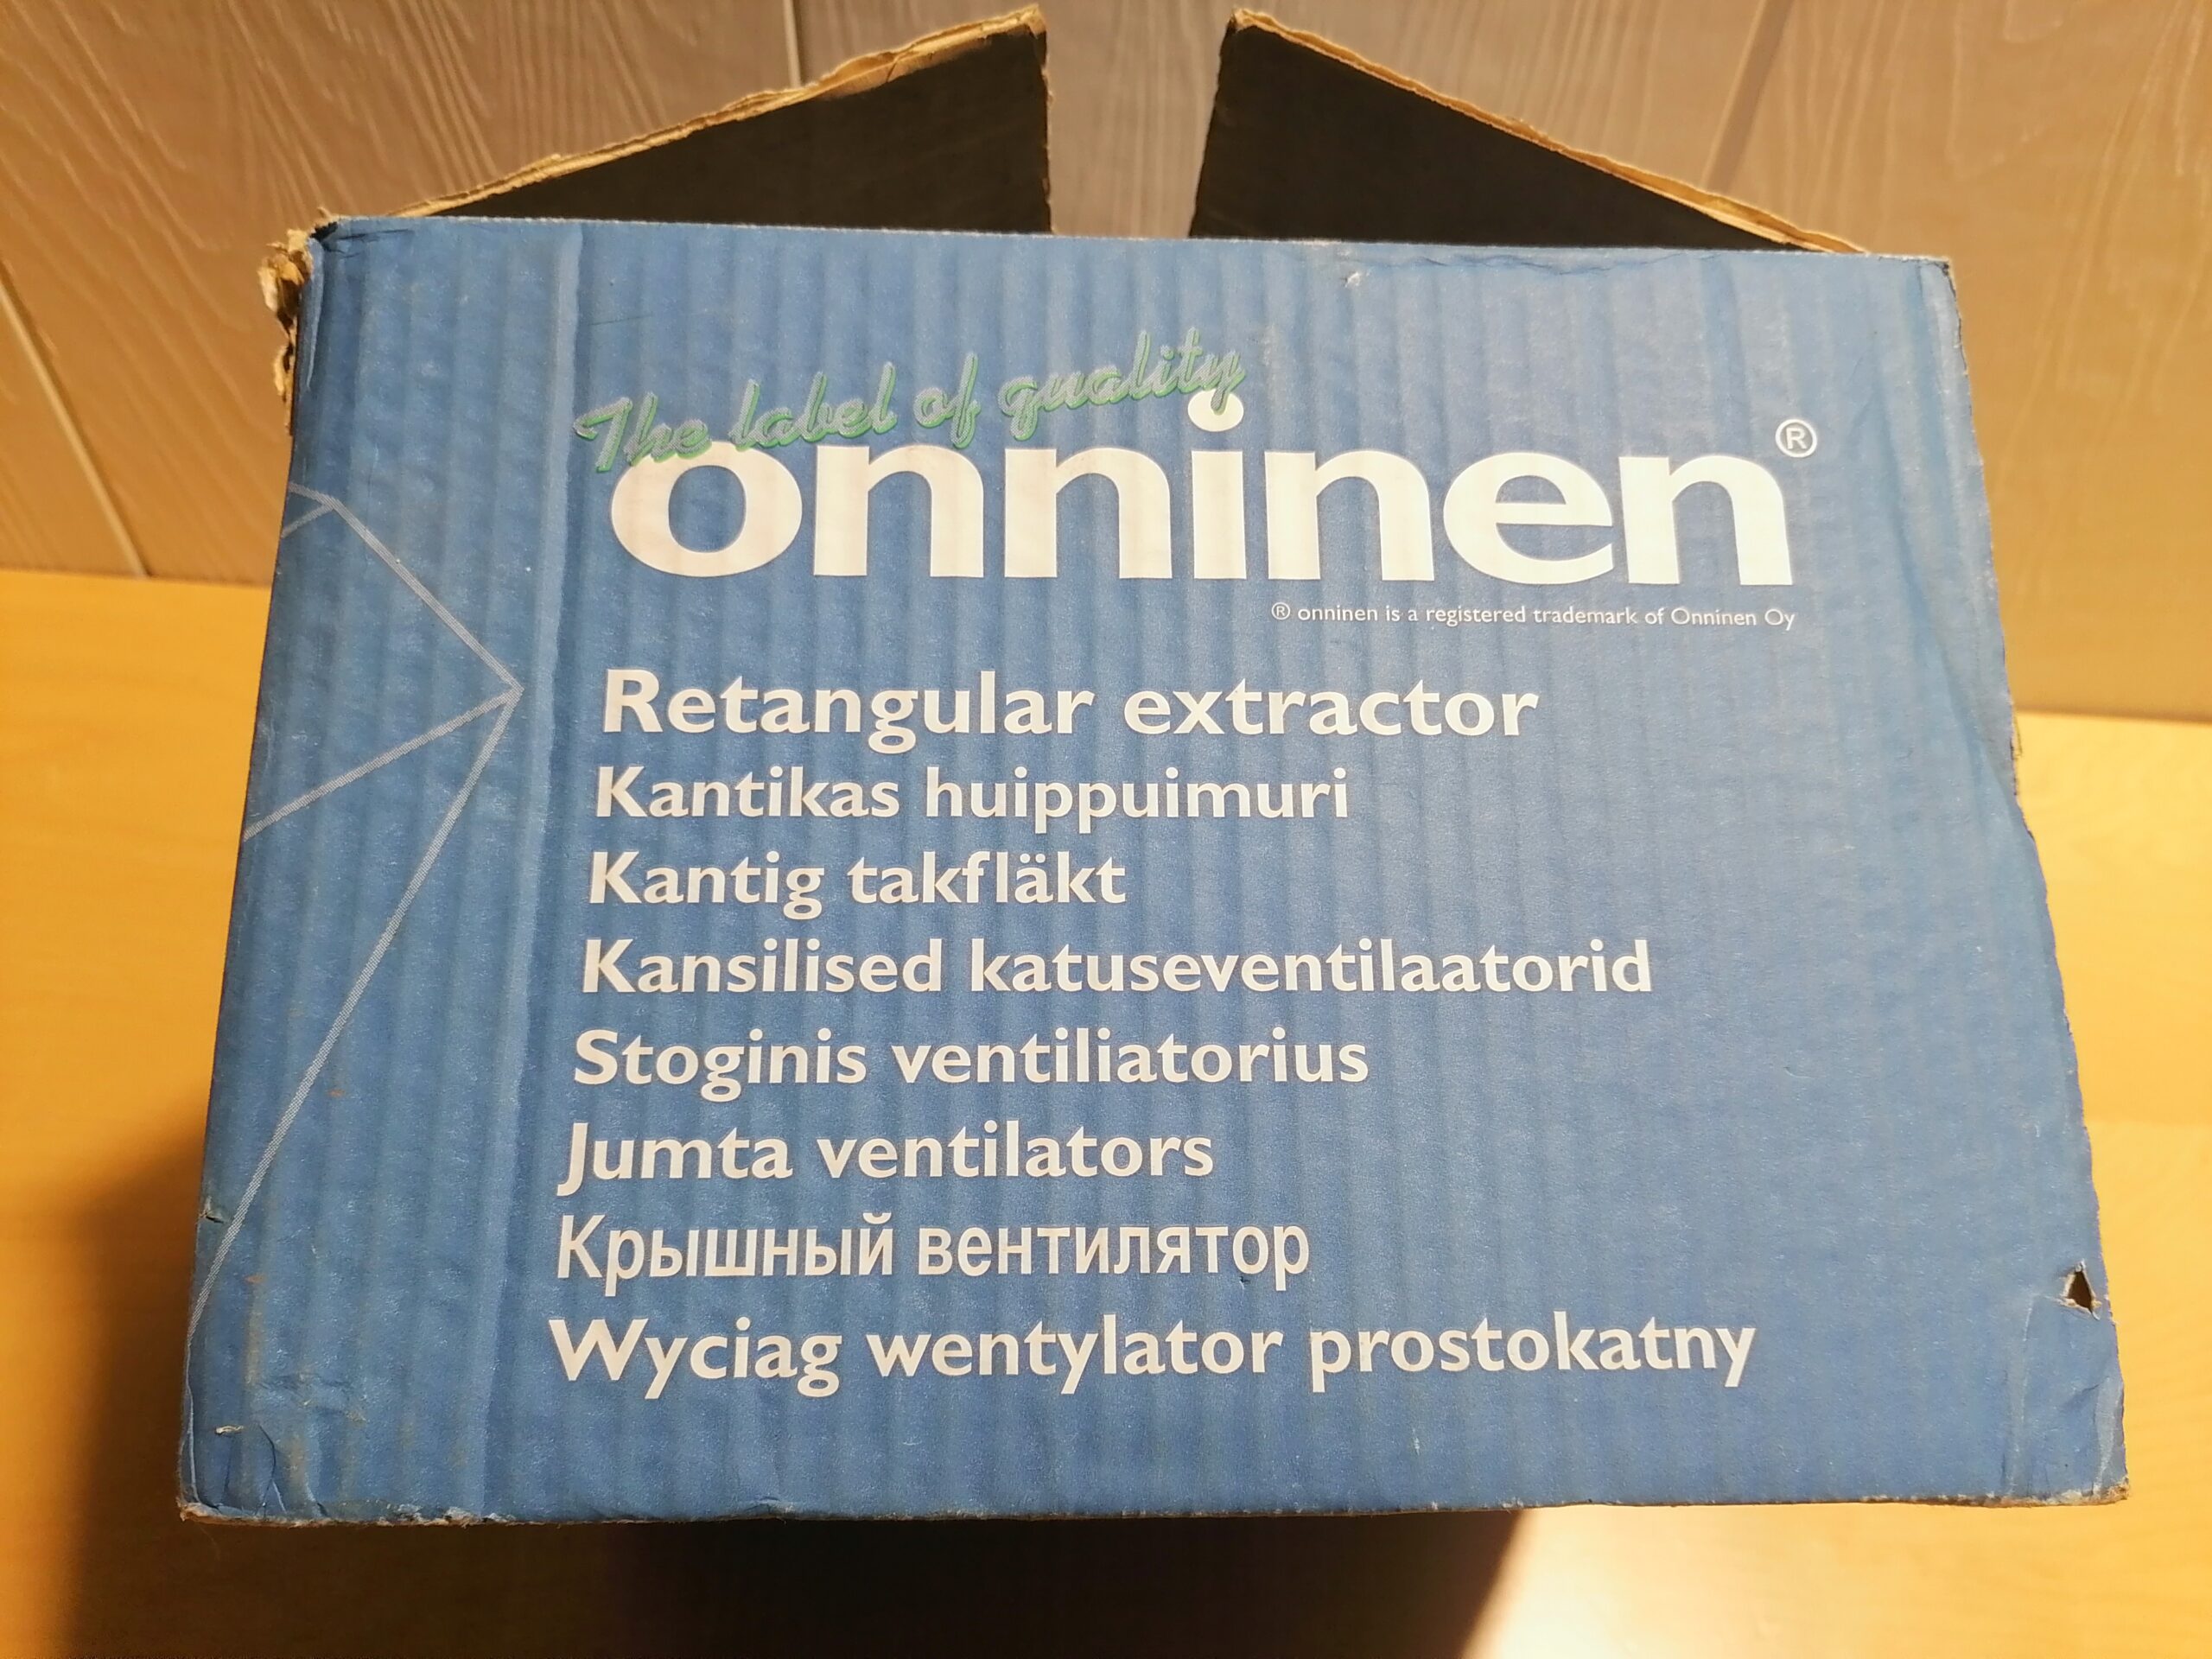 The label of quality
onninen®
® onninen is a registered trademark of Onninen Oy
Retangular extractor
Kantikas huippuimuri
Kantig takfläkt
Kansilised katuseventilaatorid
Stoginis ventiliatorius
Jumta ventilators
Крышный вентилятор
Wyciag wentylator prostokatny